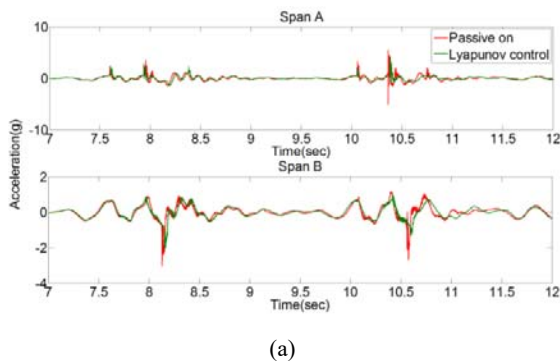 Span A
10
0
-10
Passive on
Lyapunov control
7 7.5 8 8.5 9 9.5 10 10.5 11 11.5 12
Time(sec)
Acceleration(g)
Span B
2
0
-2
-4
7 7.5 8 8.5 9 9.5 10 10.5 11 11.5 12
Time(sec)
(a)